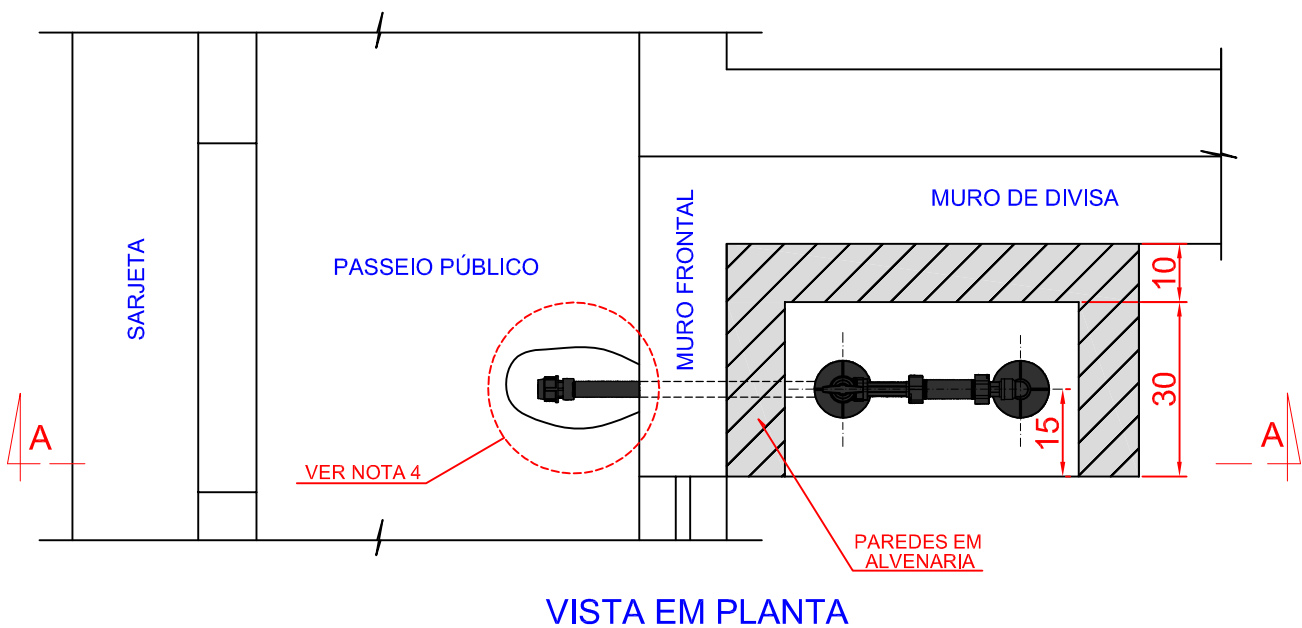 SARJETA
PASSEIO PÚBLICO
MURO FRONTAL
MURO DE DIVISA
10
30
15
A
A
VER NOTA 4
PAREDES EM
ALVENARIA
VISTA EM PLANTA